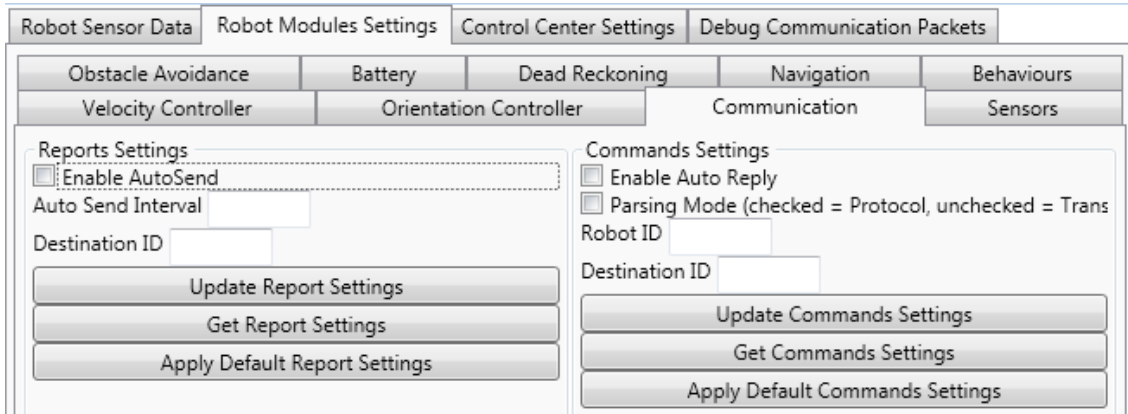 Robot Sensor Data Robot Modules Settings Control Center Settings Debug Communication Packets
Obstacle Avoidance Battery Dead Reckoning Navigation Behaviours
Velocity Controller Orientation Controller Communication Sensors
Reports Settings
Enable AutoSend
Auto Send Interval
Destination ID
Update Report Settings
Get Report Settings
Apply Default Report Settings
Commands Settings
Enable Auto Reply
Parsing Mode (checked = Protocol, unchecked = Trans
Robot ID
Destination ID
Update Commands Settings
Get Commands Settings
Apply Default Commands Settings